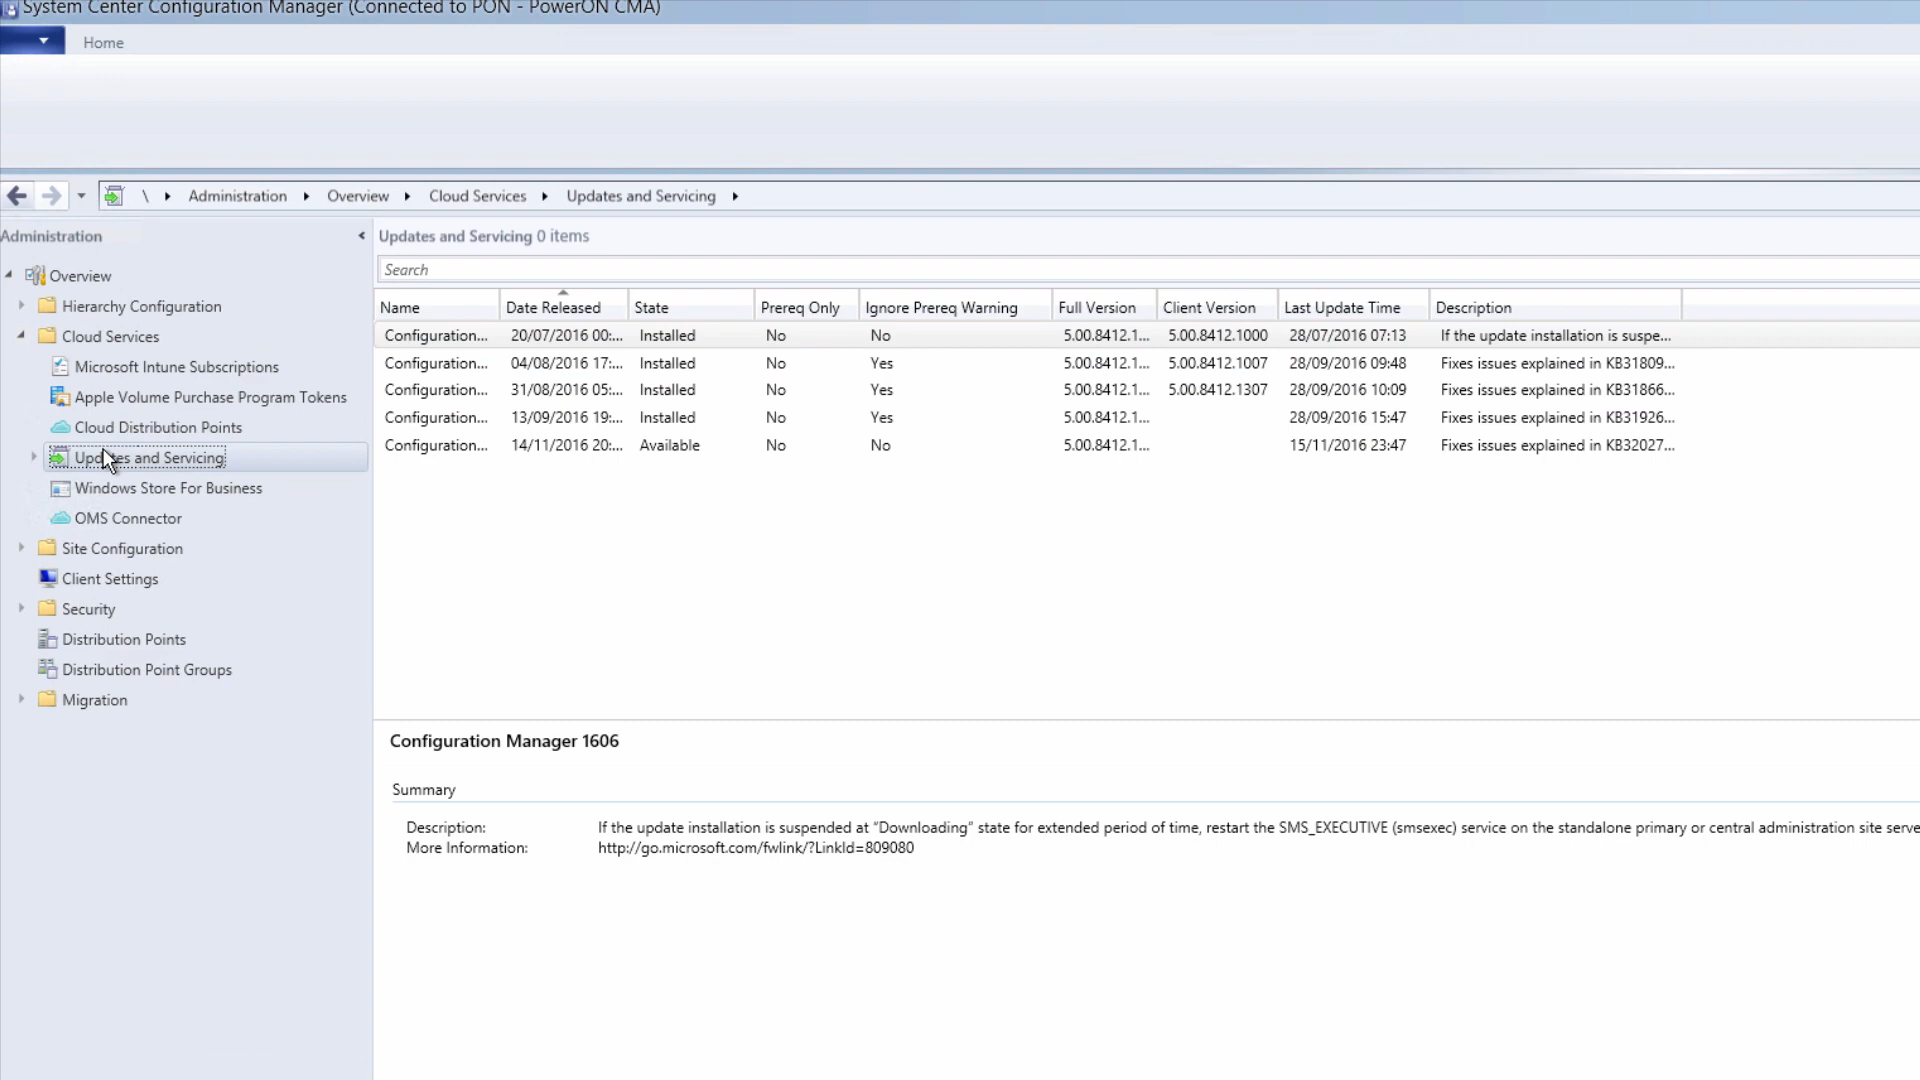 System Center Configuration Manager (Connected to PON - PowerON CMA)
Home
\ Administration Overview Cloud Services Updates and Servicing
Administration
Updates and Servicing 0 items
Overview
Search
Hierarchy Configuration
Name Date Released State Prereq Only Ignore Prereq Warning Full Version Client Version Last Update Time Description
Cloud Services
Configuration... 20/07/2016 00:... Installed No No 5.00.8412.1... 5.00.8412.1000 28/07/2016 07:13 If the update installation is suspe...
Microsoft Intune Subscriptions
Configuration... 04/08/2016 17:... Installed No Yes 5.00.8412.1... 5.00.8412.1007 28/09/2016 09:48 Fixes issues explained in KB31809...
Apple Volume Purchase Program Tokens
Configuration... 31/08/2016 05:... Installed No Yes 5.00.8412.1... 5.00.8412.1307 28/09/2016 10:09 Fixes issues explained in KB31866...
Cloud Distribution Points
Configuration... 13/09/2016 19:... Installed No Yes 5.00.8412.1... 28/09/2016 15:47 Fixes issues explained in KB31926...
Updates and Servicing
Configuration... 14/11/2016 20:... Available No No 5.00.8412.1... 15/11/2016 23:47 Fixes issues explained in KB32027...
Windows Store For Business
OMS Connector
Site Configuration
Client Settings
Security
Distribution Points
Distribution Point Groups
Migration
Configuration Manager 1606
Summary
Description: If the update installation is suspended at “Downloading” state for extended period of time, restart the SMS_EXECUTIVE (smsexec) service on the standalone primary or central administration site serve
More Information: http://go.microsoft.com/fwlink/?LinkId=809080